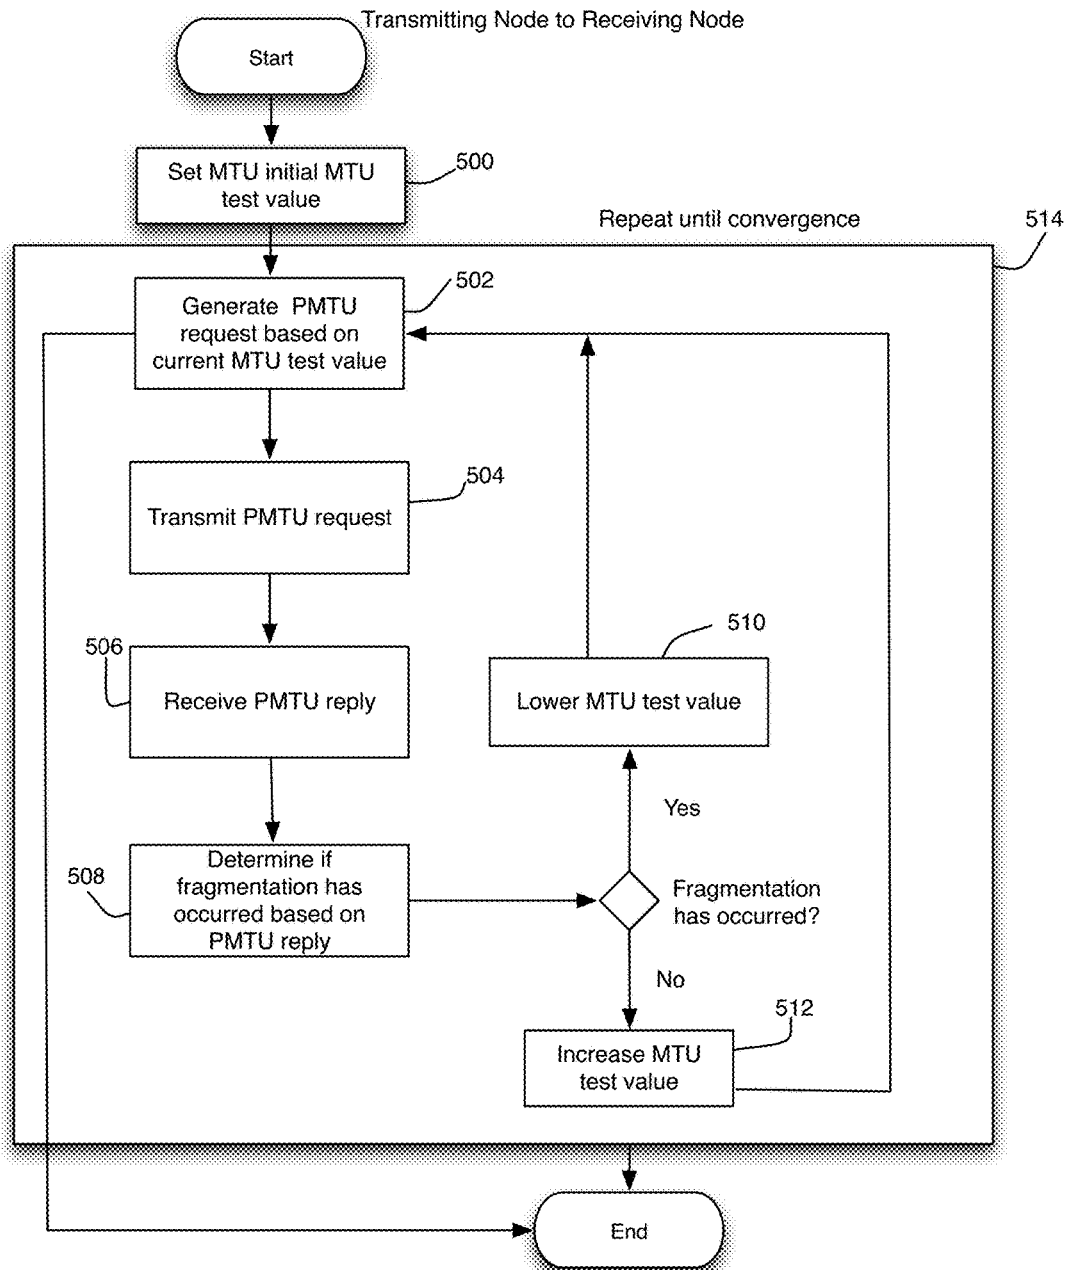 Transmitting Node to Receiving Node
Start
Set MTU initial MTU
test value
500
Repeat until convergence
514
Generate PMTU
request based on
current MTU test value
502
Transmit PMTU request
504
506
Receive PMTU reply
510
Lower MTU test value
Yes
508
Determine if
fragmentation has
occurred based on
PMTU reply
Fragmentation
has occurred?
No
512
Increase MTU
test value
End